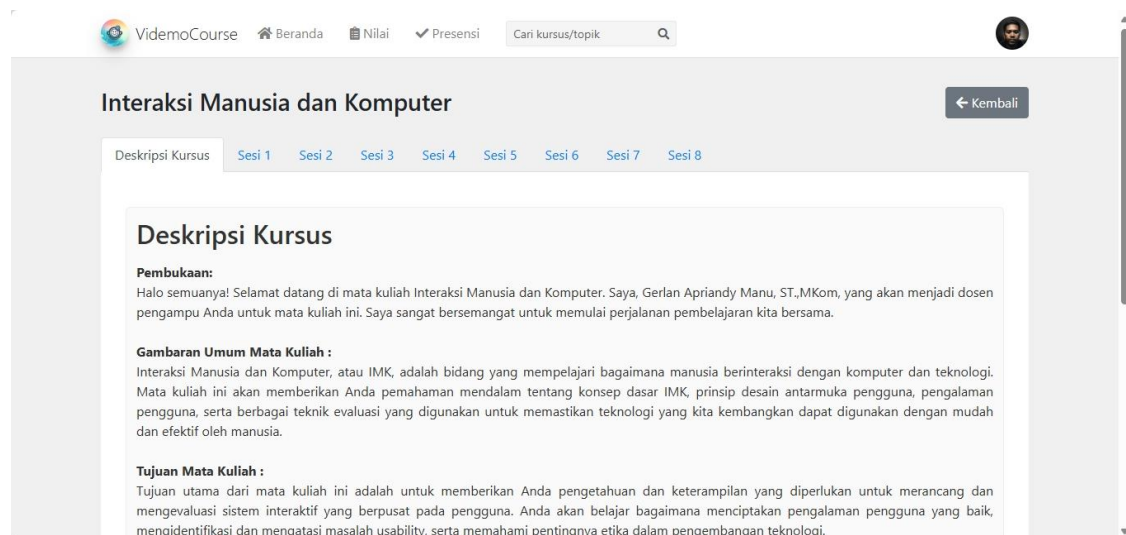 VidemoCourse Beranda Nilai Presensi Cari kursus/topik
Interaksi Manusia dan Komputer
Kembali
Deskripsi Kursus Sesi 1 Sesi 2 Sesi 3 Sesi 4 Sesi 5 Sesi 6 Sesi 7 Sesi 8
Deskripsi Kursus
Pembukaan:
Halo semuanya! Selamat datang di mata kuliah Interaksi Manusia dan Komputer. Saya, Gerlan Apriandy Manu, ST.,MKom, yang akan menjadi dosen
pengampu Anda untuk mata kuliah ini. Saya sangat bersemangat untuk memulai perjalanan pembelajaran kita bersama.
Gambaran Umum Mata Kuliah :
Interaksi Manusia dan Komputer, atau IMK, adalah bidang yang mempelajari bagaimana manusia berinteraksi dengan komputer dan teknologi.
Mata kuliah ini akan memberikan Anda pemahaman mendalam tentang konsep dasar IMK, prinsip desain antarmuka pengguna, pengalaman
pengguna, serta berbagai teknik evaluasi yang digunakan untuk memastikan teknologi yang kita kembangkan dapat digunakan dengan mudah
dan efektif oleh manusia.
Tujuan Mata Kuliah :
Tujuan utama dari mata kuliah ini adalah untuk memberikan Anda pengetahuan dan keterampilan yang diperlukan untuk merancang dan
mengevaluasi sistem interaktif yang berpusat pada pengguna. Anda akan belajar bagaimana menciptakan pengalaman pengguna yang baik,
mengidentifikasi dan mengatasi masalah usability, serta memahami pentingnya etika dalam pengembangan teknologi.